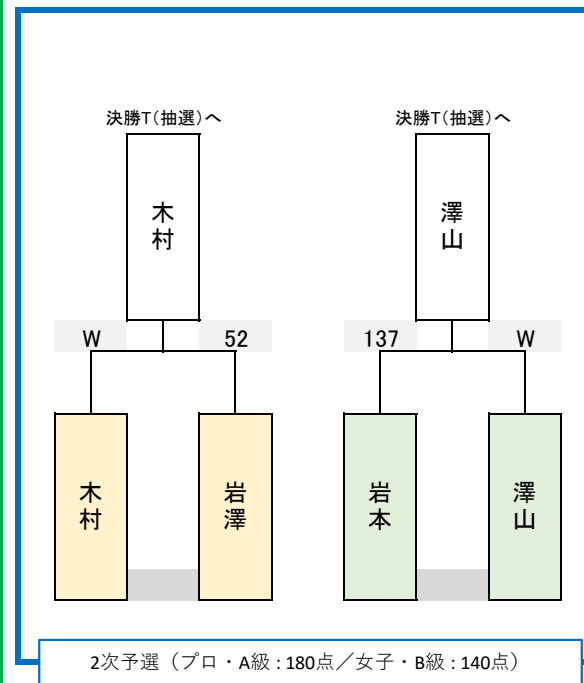 決勝T(抽選)へ 決勝T(抽選)へ
木村 澤山
W 52 137 W
木村 岩澤 岩本 澤山
2次予選（プロ・A級：180点／女子・B級：140点）